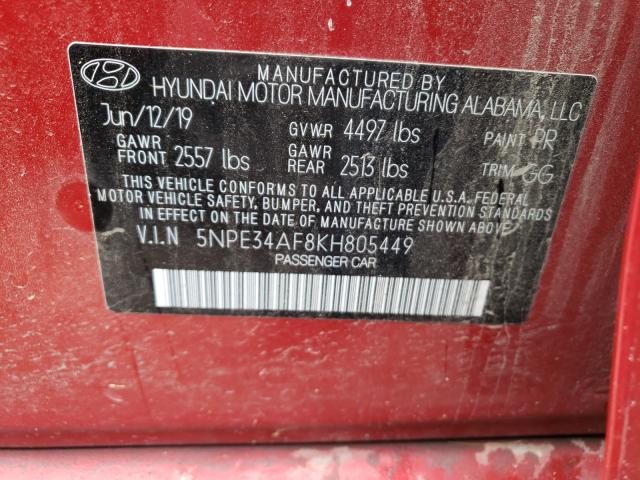 MANUFACTURED BY
HYUNDAI MOTOR MANUFACTURING ALABAMA, LLC
Jun/12/19 GVWR 4497 lbs PAINT PR
GAWR FRONT 2557 lbs GAWR REAR 2513 lbs TRIM GG
THIS VEHICLE CONFORMS TO ALL APPLICABLE U.S.A. FEDERAL
MOTOR VEHICLE SAFETY, BUMPER, AND THEFT PREVENTION STANDARDS
IN EFFECT ON THE DATE OF MANUFACTURE SHOWN ABOVE
V.I.N 5NPE34AF8KH805449
PASSENGER CAR